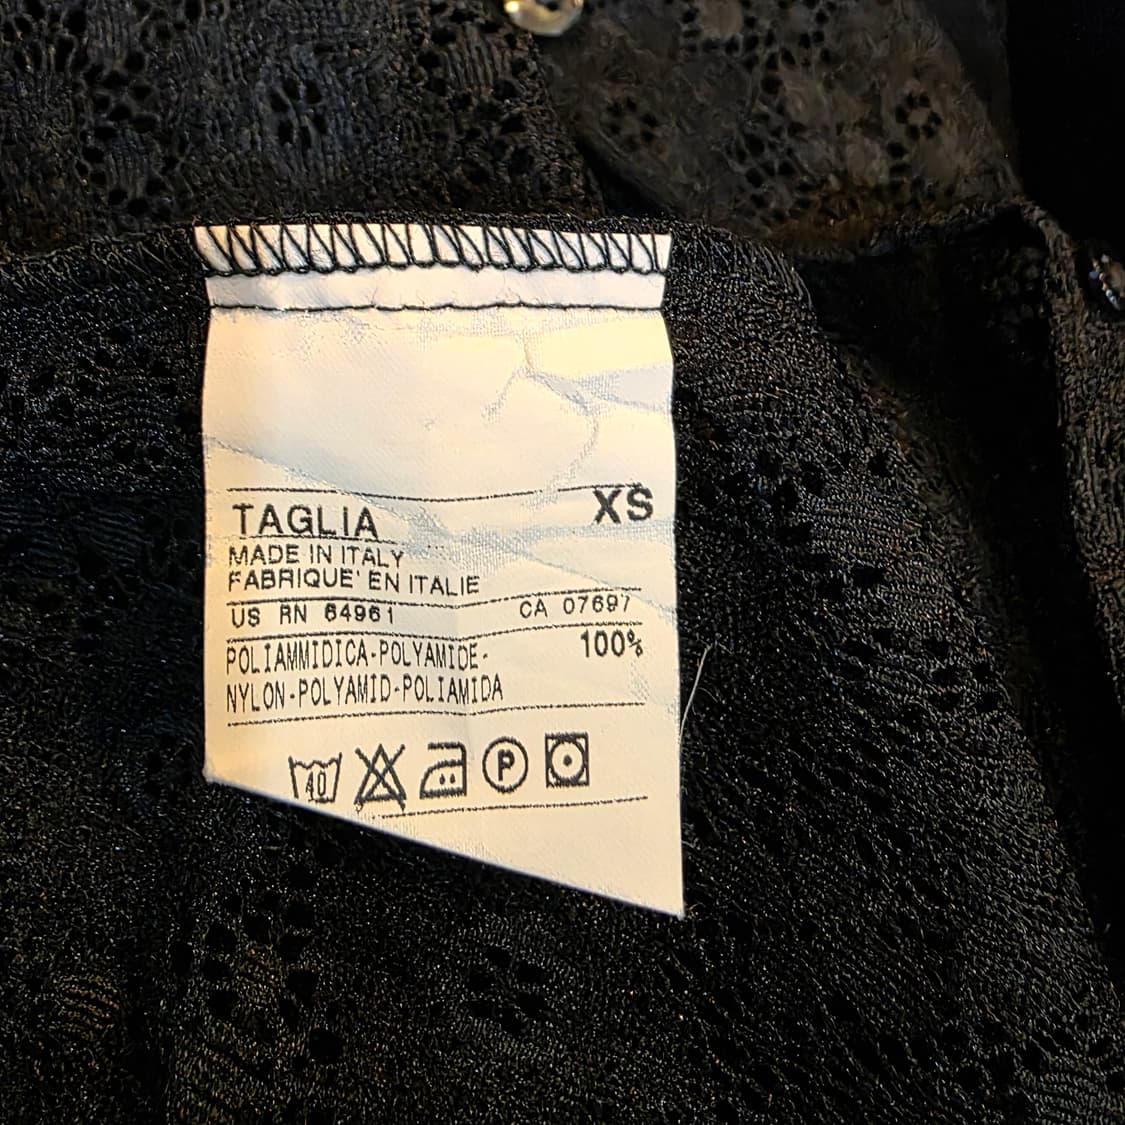 TAGLIA XS
MADE IN ITALY
FABRIQUE' EN ITALIE
US RN 64961 CA 07697
POLIAMMIDICA-POLYAMIDE- 100%
NYLON-POLYAMID-POLIAMIDA
40 P